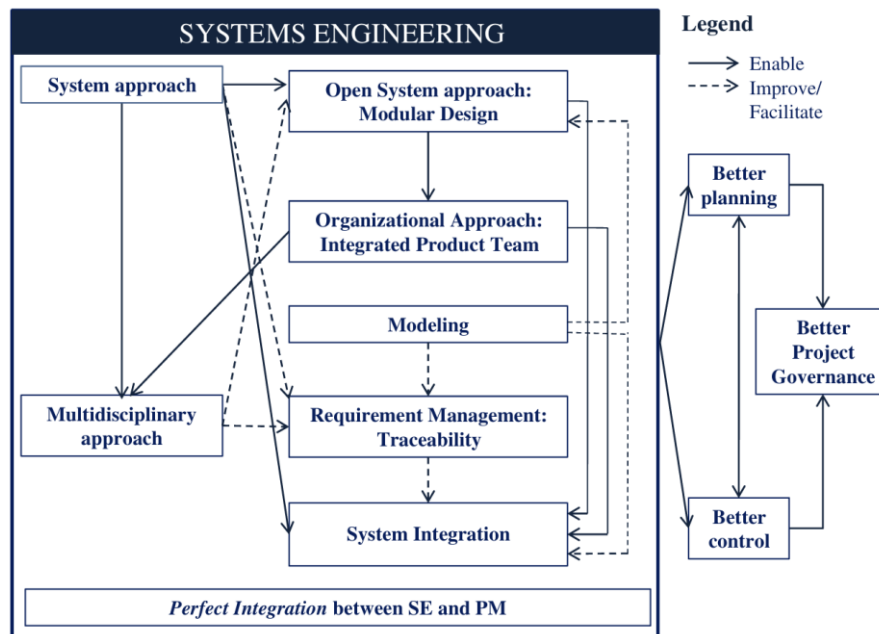 SYSTEMS ENGINEERING
System approach
Open System approach:
Modular Design
Organizational Approach:
Integrated Product Team
Modeling
Multidisciplinary
approach
Requirement Management:
Traceability
System Integration
Perfect Integration between SE and PM
Legend
Enable
Improve/
Facilitate
Better
planning
Better
Project
Governance
Better
control